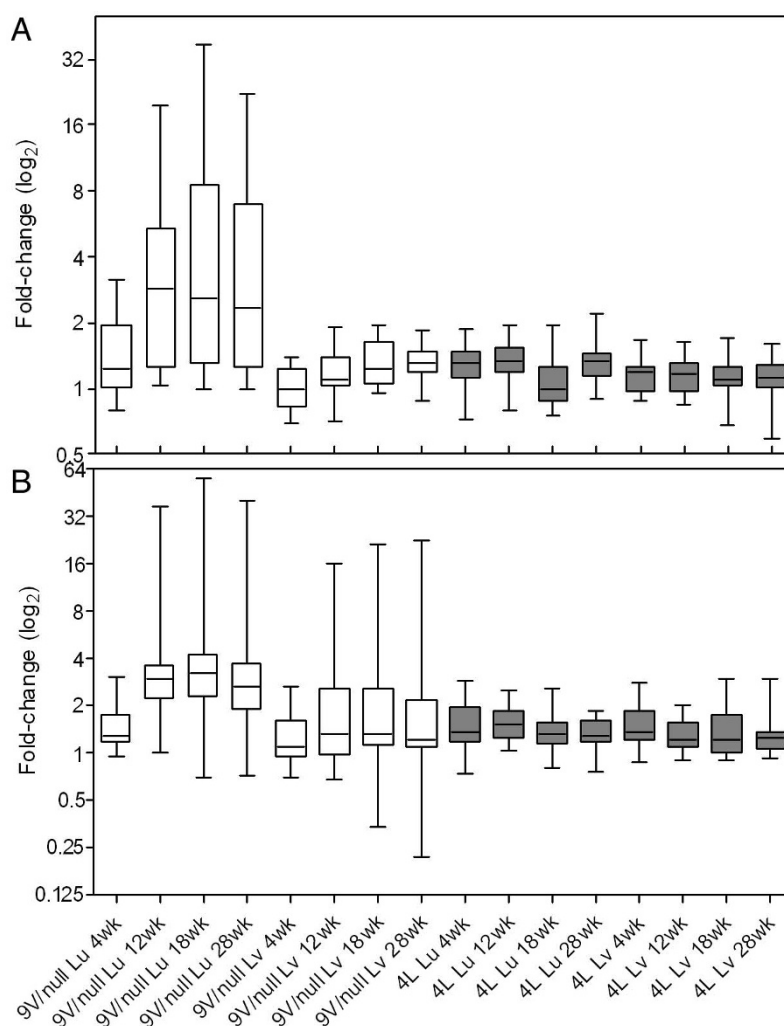 A
Fold-change (log2)
32
16
8
4
2
1
0.5
B
Fold-change (log2)
64
32
16
8
4
2
1
0.5
0.25
0.125
9V/null Lu 4wk
9V/null Lu 12wk
9V/null Lu 18wk
9V/null Lu 28wk
9V/null Lv 4wk
9V/null Lv 12wk
9V/null Lv 18wk
9V/null Lv 28wk
4L Lu 4wk
4L Lu 12wk
4L Lu 18wk
4L Lu 28wk
4L Lv 4wk
4L Lv 12wk
4L Lv 18wk
4L Lv 28wk